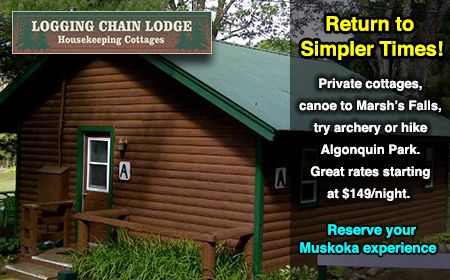 LOGGING CHAIN LODGE
Housekeeping Cottages
Return to
Simpler Times!
Private cottages,
canoe to Marsh's Falls,
try archery or hike
Algonquin Park.
Great rates starting
at $149/night.
Reserve your
Muskoka experience
A
A